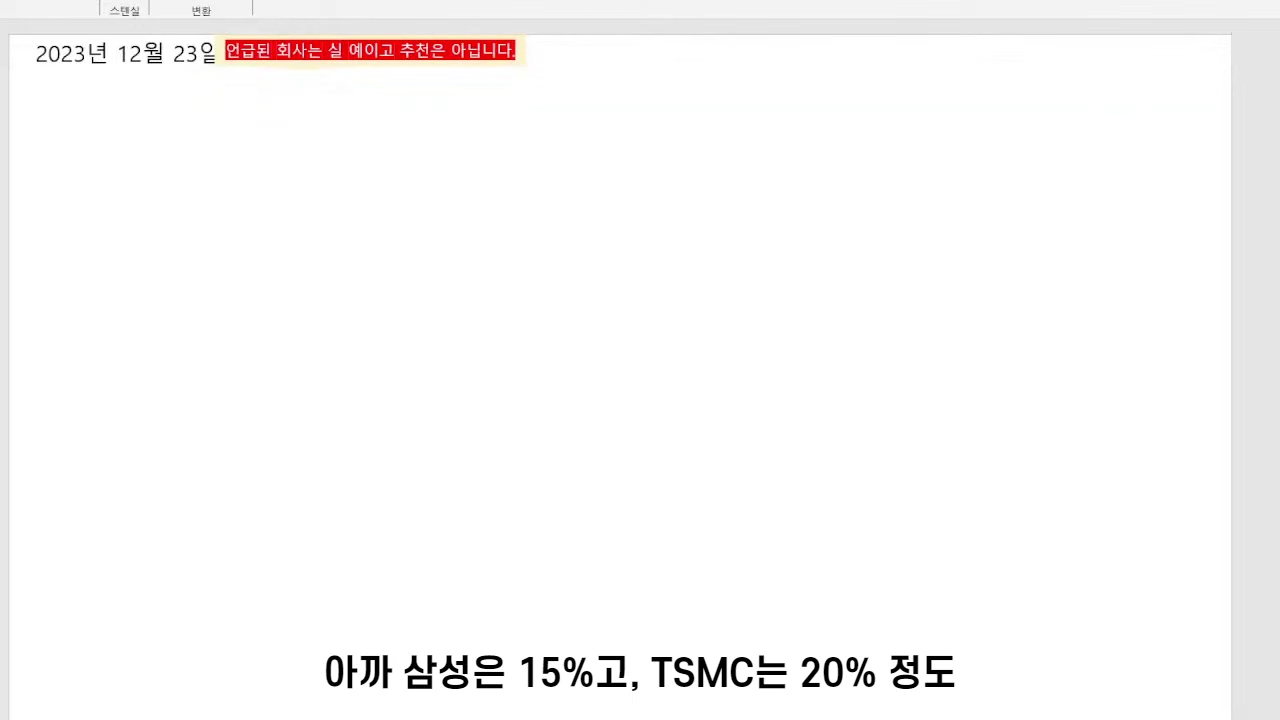 스텐실 변환
2023년 12월 23일 언급된 회사는 실 예이고 추천은 아닙니다.
아까 삼성은 15%고, TSMC는 20% 정도